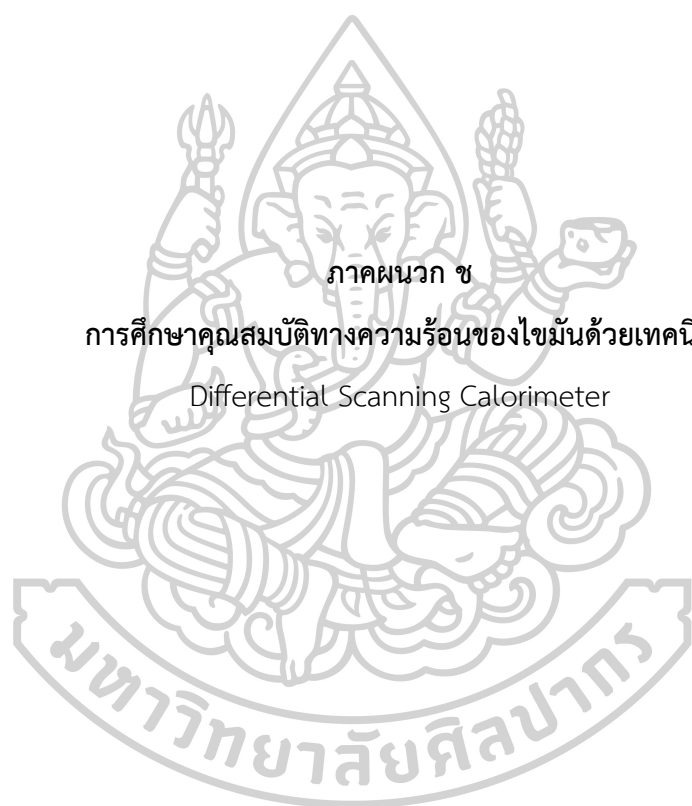 ภาคผนวก ช
การศึกษาคุณสมบัติทางความร้อนของไขมันด้วยเทคนิ
Differential Scanning Calorimeter
มหาวิทยาลัยศิลปากร